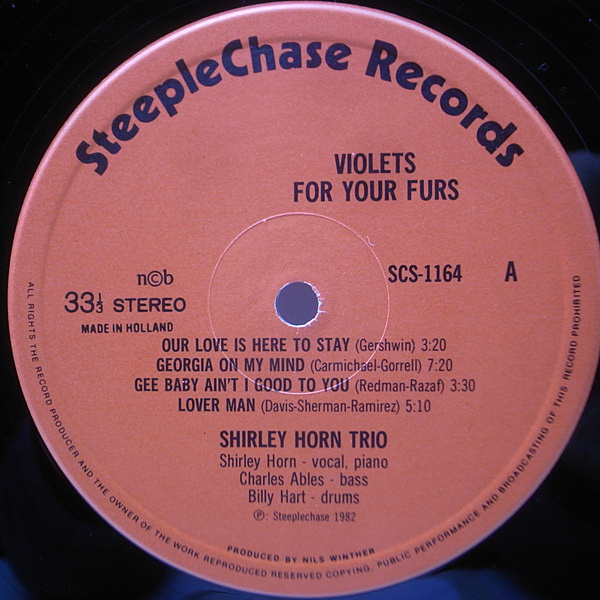 SteepleChase Records
VIOLETS
FOR YOUR FURS
n©b
SCS-1164 A
33⅓ STEREO
MADE IN HOLLAND
OUR LOVE IS HERE TO STAY (Gershwin) 3:20
GEORGIA ON MY MIND (Carmichael-Gorrell) 7:20
GEE BABY AIN'T I GOOD TO YOU (Redman-Razaf) 3:30
LOVER MAN (Davis-Sherman-Ramirez) 5:10
SHIRLEY HORN TRIO
Shirley Horn - vocal, piano
Charles Ables - bass
Billy Hart - drums
℗: Steeplechase 1982
PRODUCED BY NILS WINTHER
ALL RIGHTS THE RECORD PRODUCER AND THE OWNER OF THE WORK REPRODUCED RESERVED COPYING, PUBLIC PERFORMANCE AND BROADCASTING OF THIS RECORD PROHIBITED